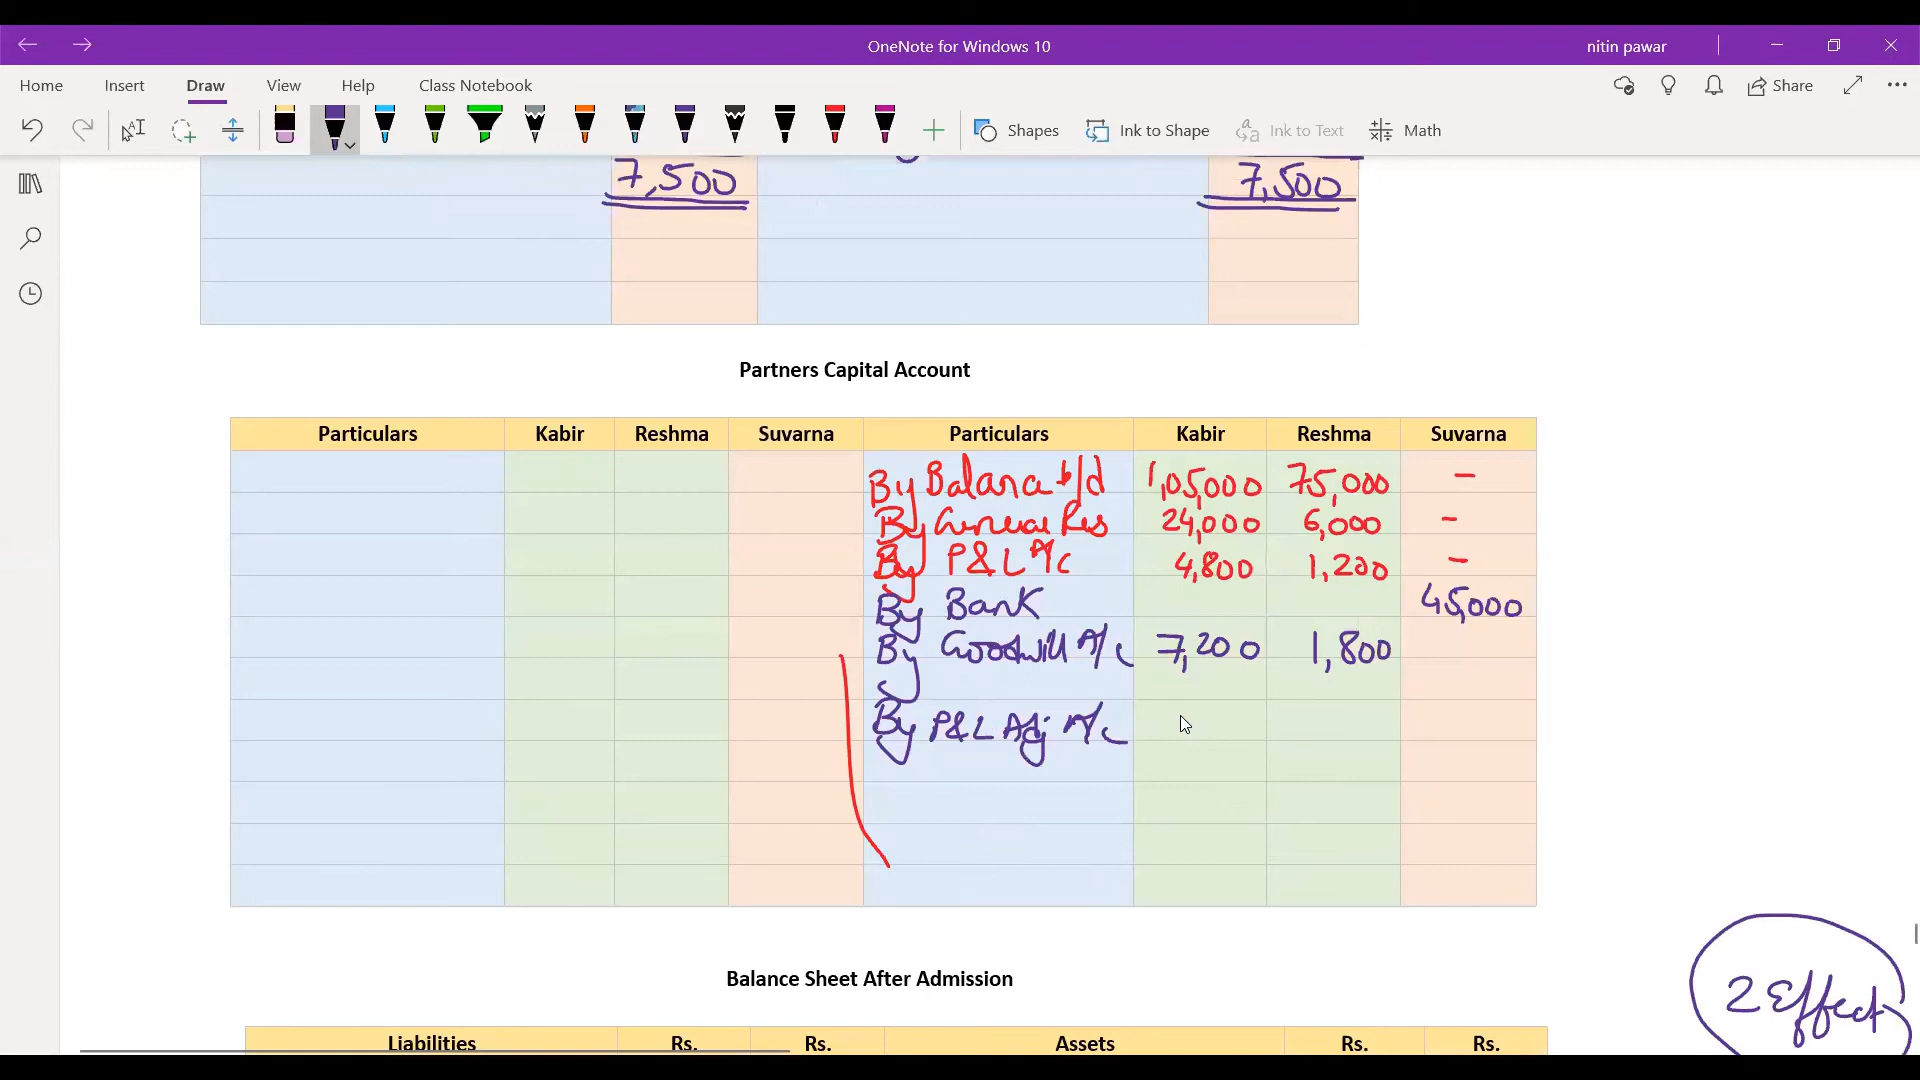 OneNote for Windows 10
nitin pawar
Home Insert Draw View Help Class Notebook
Share
Shapes
Ink to Shape
Ink to Text
Math
7,500 7,500
Partners Capital Account
Particulars Kabir Reshma Suvarna Particulars Kabir Reshma Suvarna
By Balance b/d 1,05,000 75,000 -
By General Res 24,000 6,000 -
By P&L A/c 4,800 1,200 -
By Bank 45,000
By Goodwill A/c 7,200 1,800
By P&L Adj A/c
Balance Sheet After Admission
2 Effect
Liabilities Rs. Rs. Assets Rs. Rs.